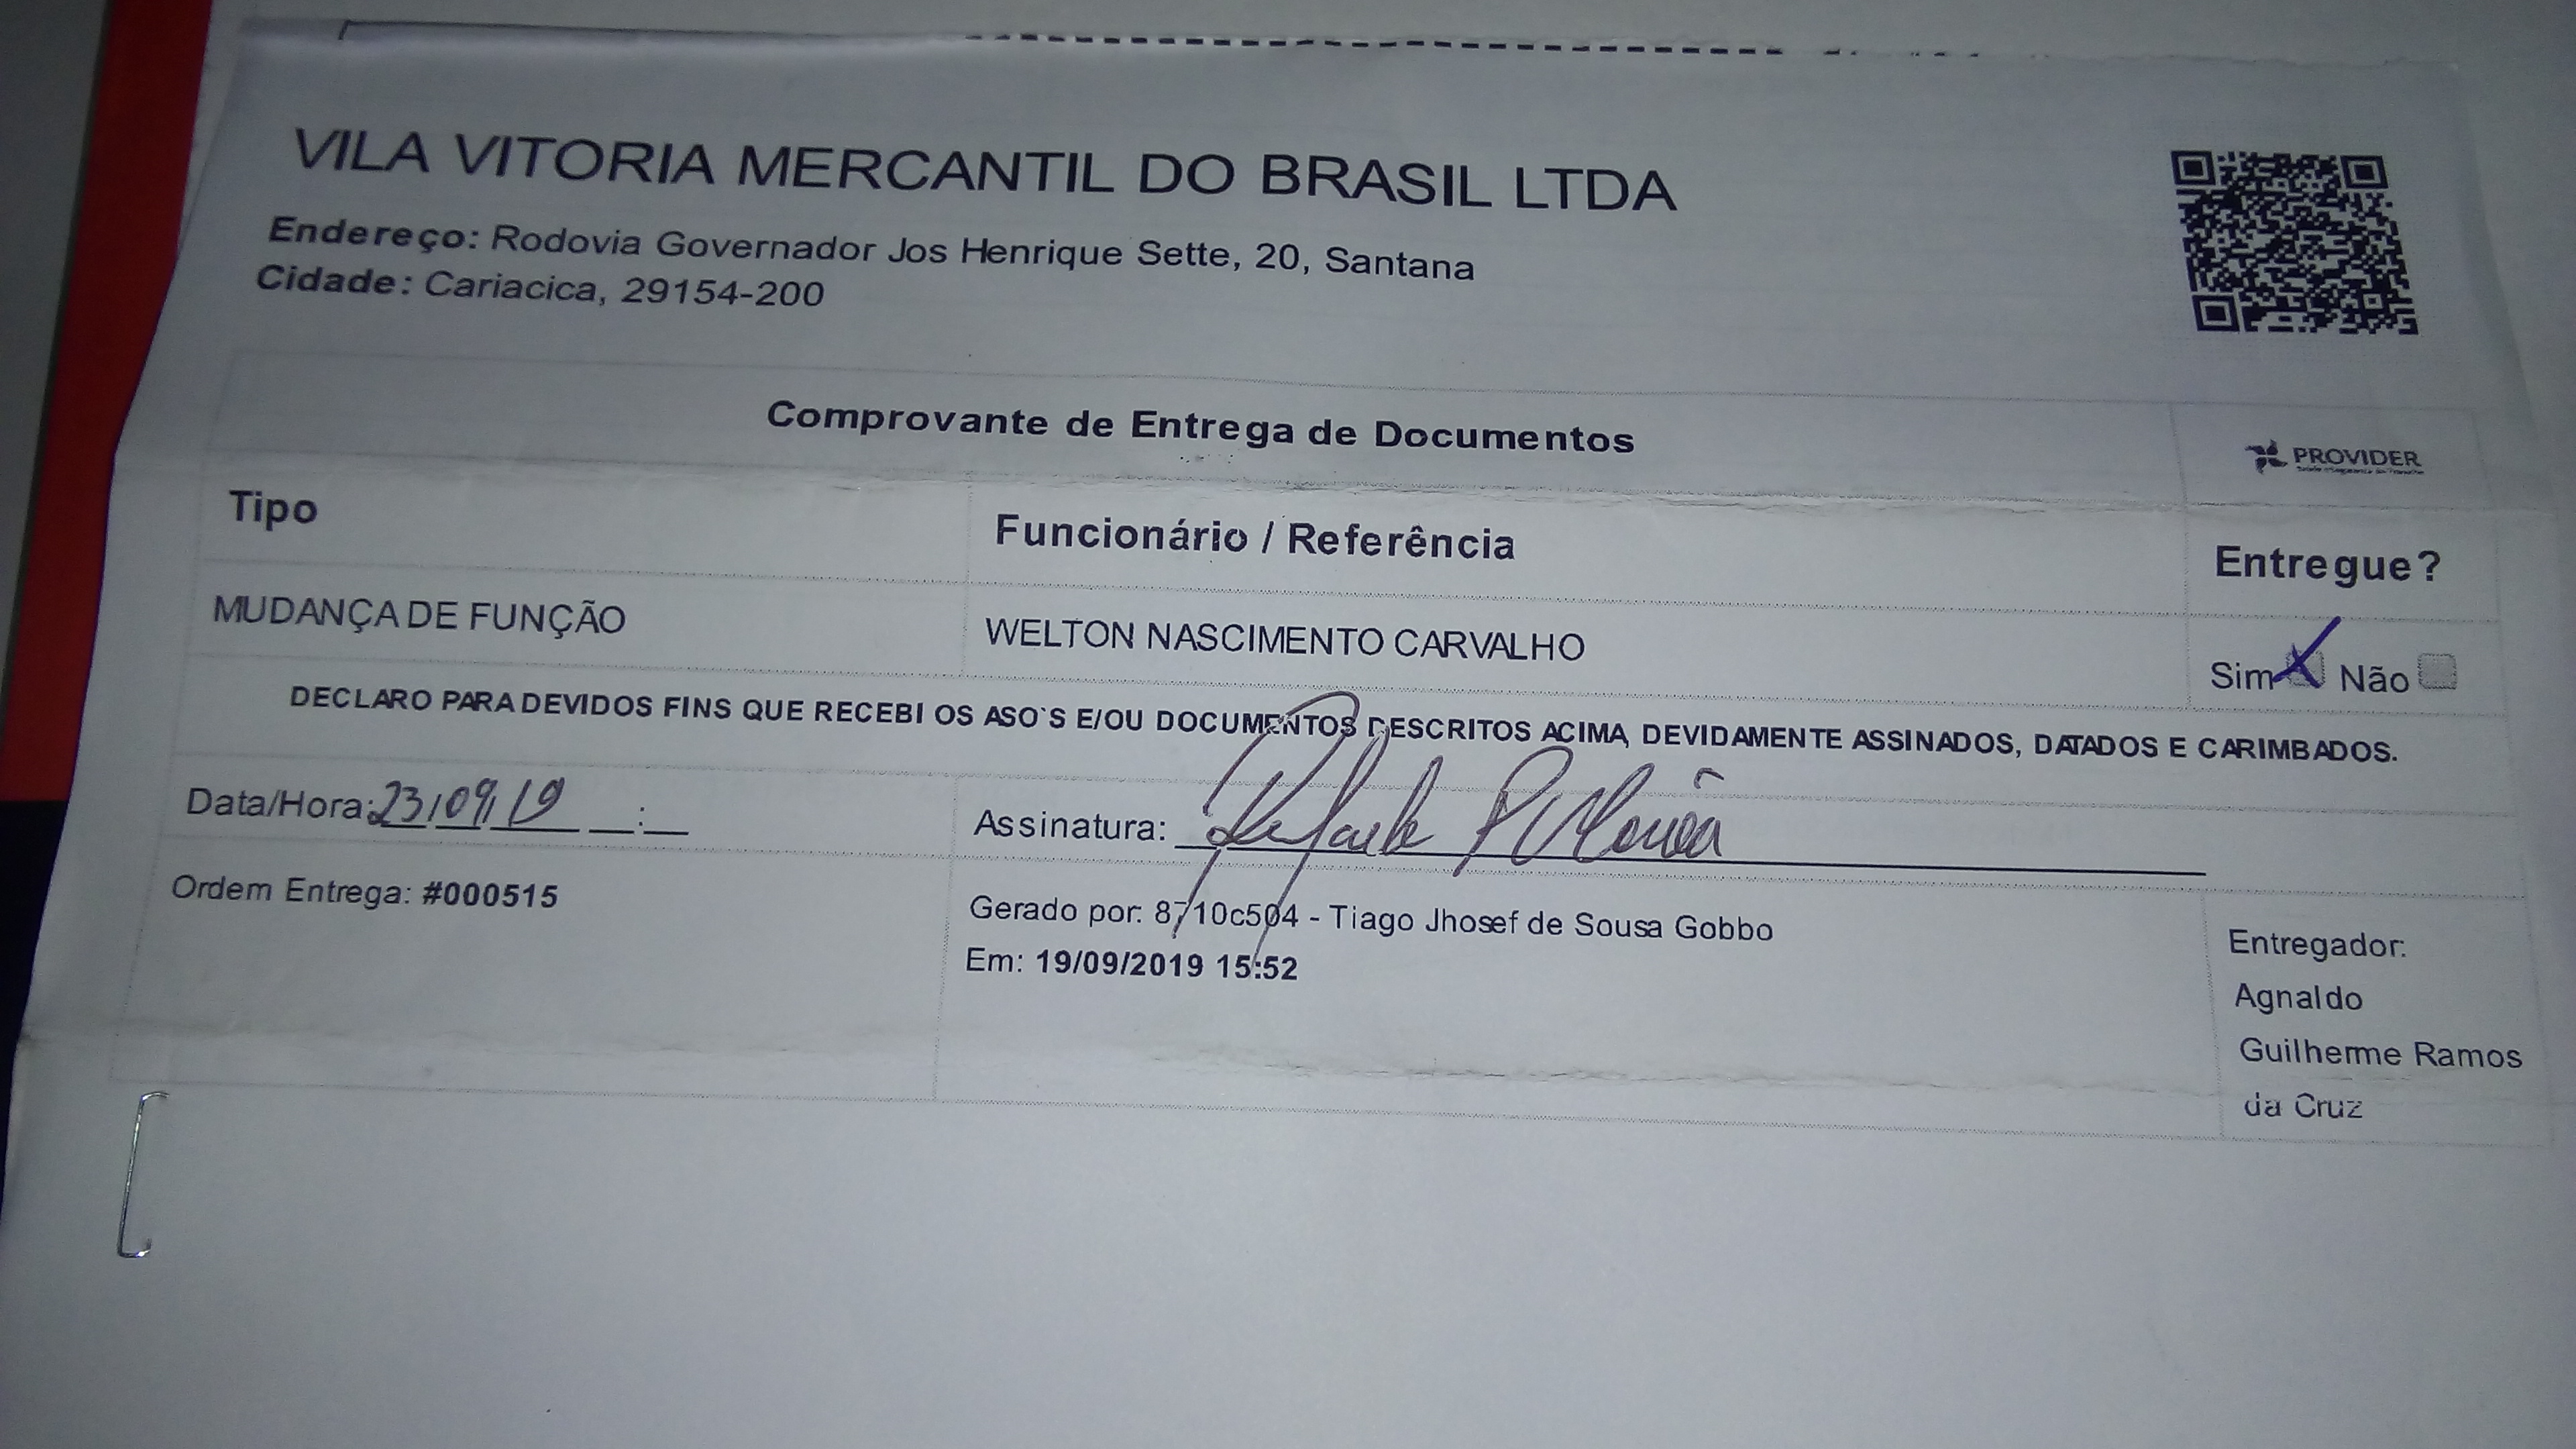 VILA VITORIA MERCANTIL DO BRASIL LTDA
Endereço: Rodovia Governador Jos Henrique Sette, 20, Santana
Cidade: Cariacica, 29154-200
Comprovante de Entrega de Documentos
PROVIDER
Tipo
Funcionário / Referência
Entregue?
MUDANÇA DE FUNÇÃO
WELTON NASCIMENTO CARVALHO
Sim Não
DECLARO PARA DEVIDOS FINS QUE RECEBI OS ASO`S E/OU DOCUMENTOS DESCRITOS ACIMA, DEVIDAMENTE ASSINADOS, DATADOS E CARIMBADOS.
Data/Hora: 23/09/19 __:__
Assinatura:
Ordem Entrega: #000515
Gerado por: 8710c504 - Tiago Jhosef de Sousa Gobbo
Em: 19/09/2019 15:52
Entregador:
Agnaldo
Guilherme Ramos
da Cruz